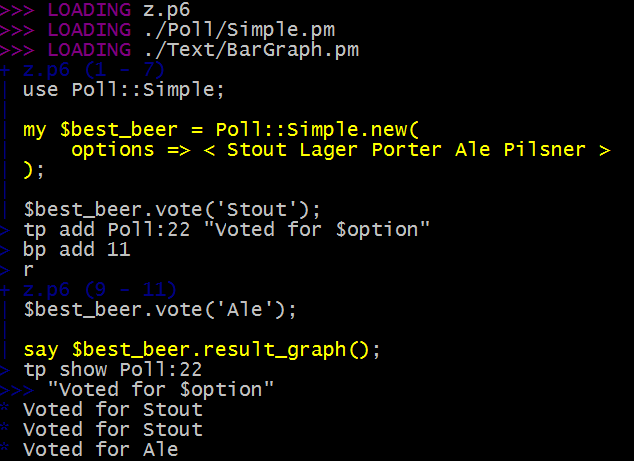 >>> LOADING z.p6
>>> LOADING ./Poll/Simple.pm
>>> LOADING ./Text/BarGraph.pm
+ z.p6 (1 - 7)
| use Poll::Simple;
|
| my $best_beer = Poll::Simple.new(
|     options => < Stout Lager Porter Ale Pilsner >
| );
|
| $best_beer.vote('Stout');
> tp add Poll:22 "Voted for $option"
> bp add 11
> r
+ z.p6 (9 - 11)
| $best_beer.vote('Ale');
|
| say $best_beer.result_graph();
> tp show Poll:22
>>> "Voted for $option"
* Voted for Stout
* Voted for Stout
* Voted for Ale